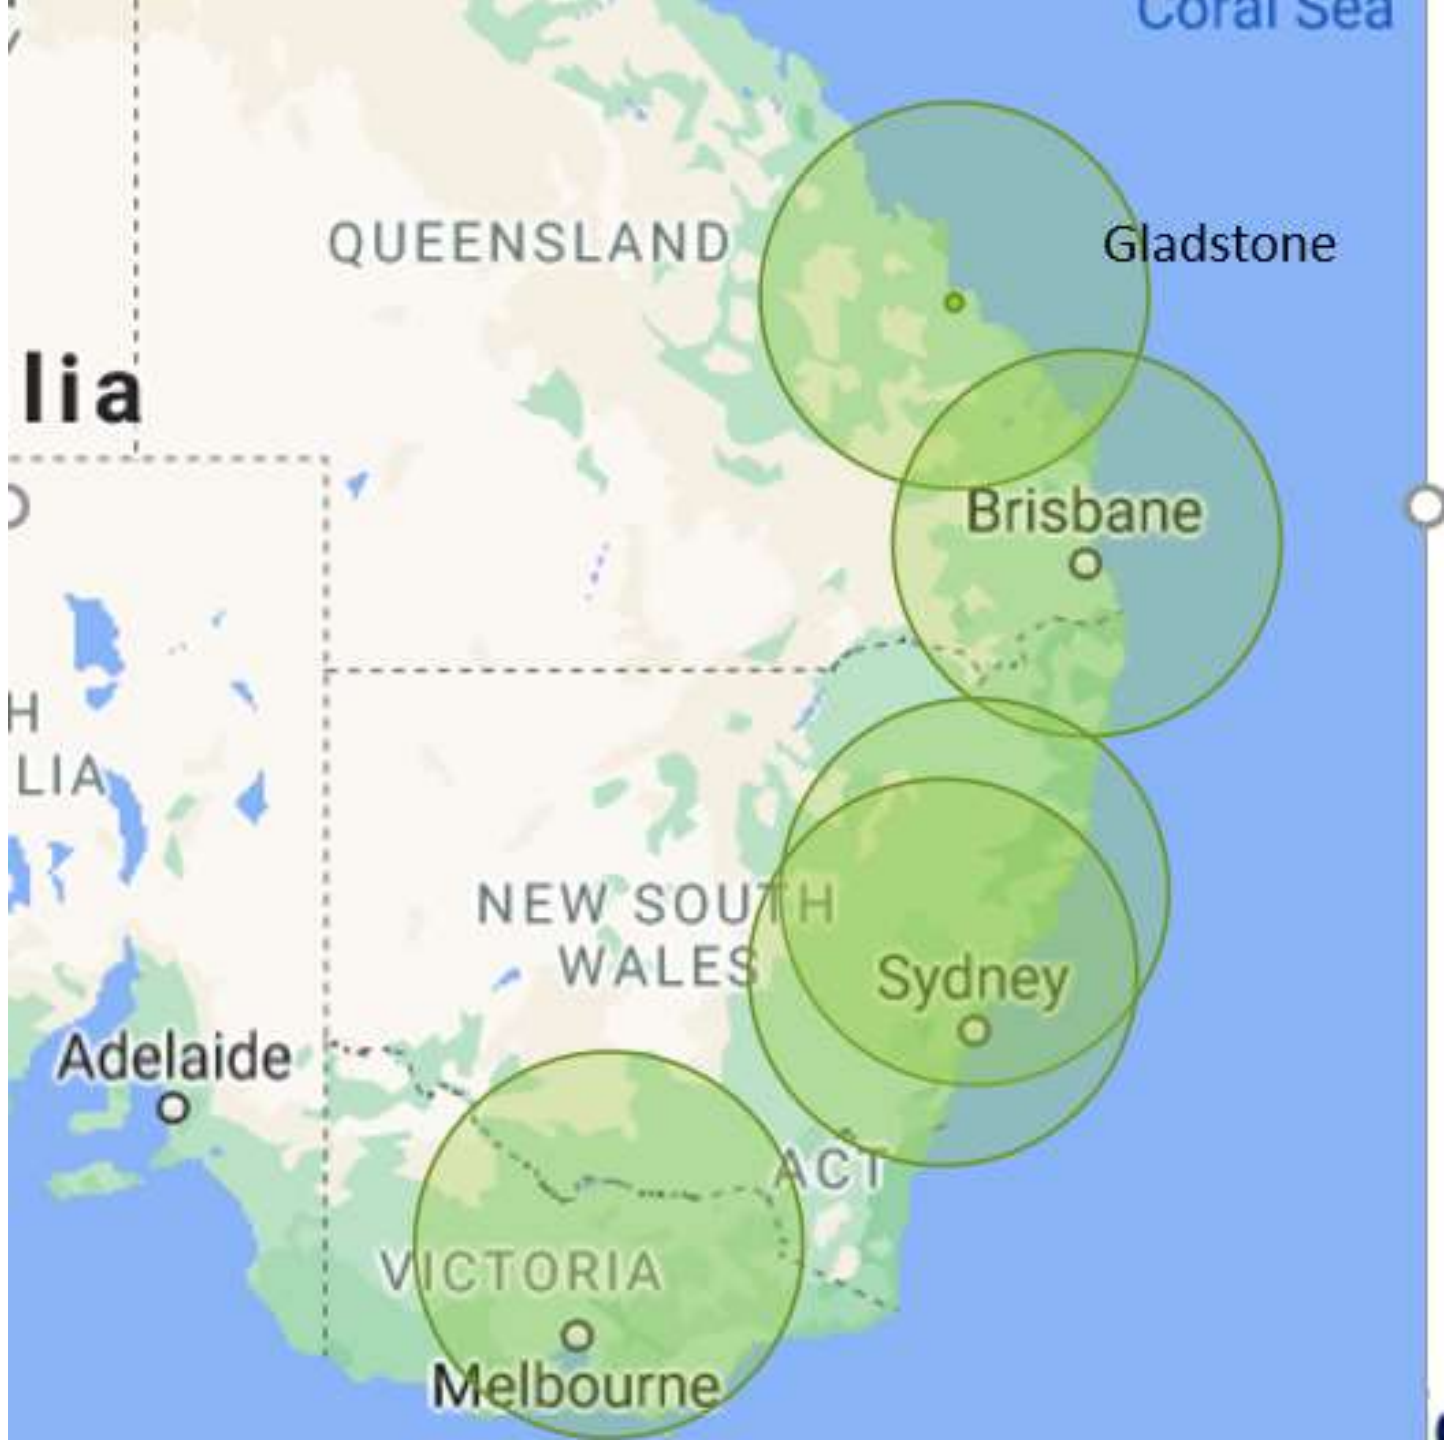 Coral Sea
QUEENSLAND
Gladstone
lia
Brisbane
H
LIA
NEW SOUTH
WALES
Sydney
Adelaide
ACT
VICTORIA
Melbourne